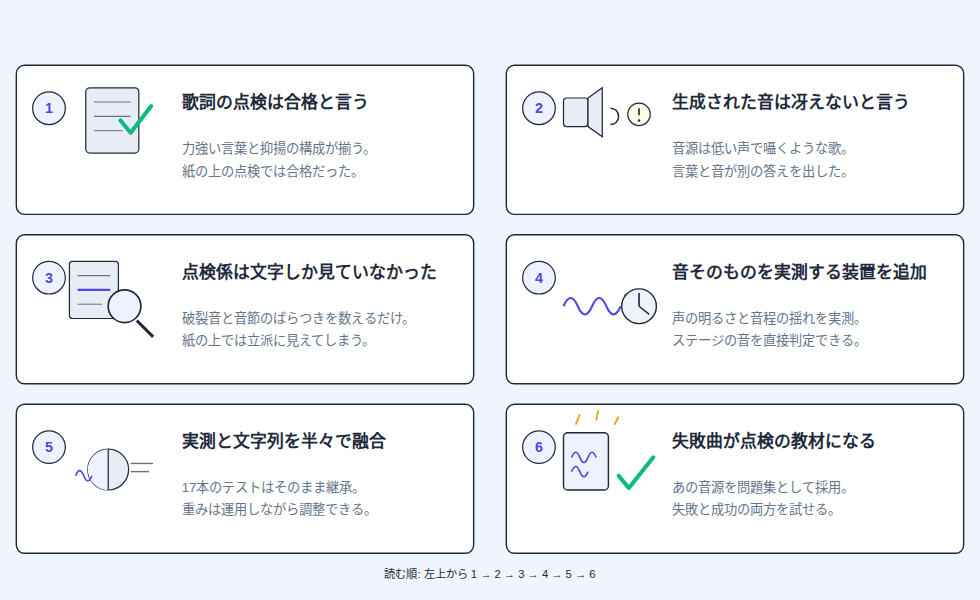 1
歌詞の点検は合格と言う
力強い言葉と抑揚の構成が揃う。
紙の上の点検では合格だった。
2
生成された音は冴えないと言う
音源は低い声で囁くような歌。
言葉と音が別の答えを出した。
3
点検係は文字しか見ていなかった
破裂音と音節のばらつきを数えるだけ。
紙の上では立派に見えてしまう。
4
音そのものを実測する装置を追加
声の明るさと音程の揺れを実測。
ステージの音を直接判定できる。
5
実測と文字列を半々で融合
17本のテストはそのまま継承。
重みは運用しながら調整できる。
6
失敗曲が点検の教材になる
あの音源を問題集として採用。
失敗と成功の両方を試せる。
読む順: 左上から 1 → 2 → 3 → 4 → 5 → 6